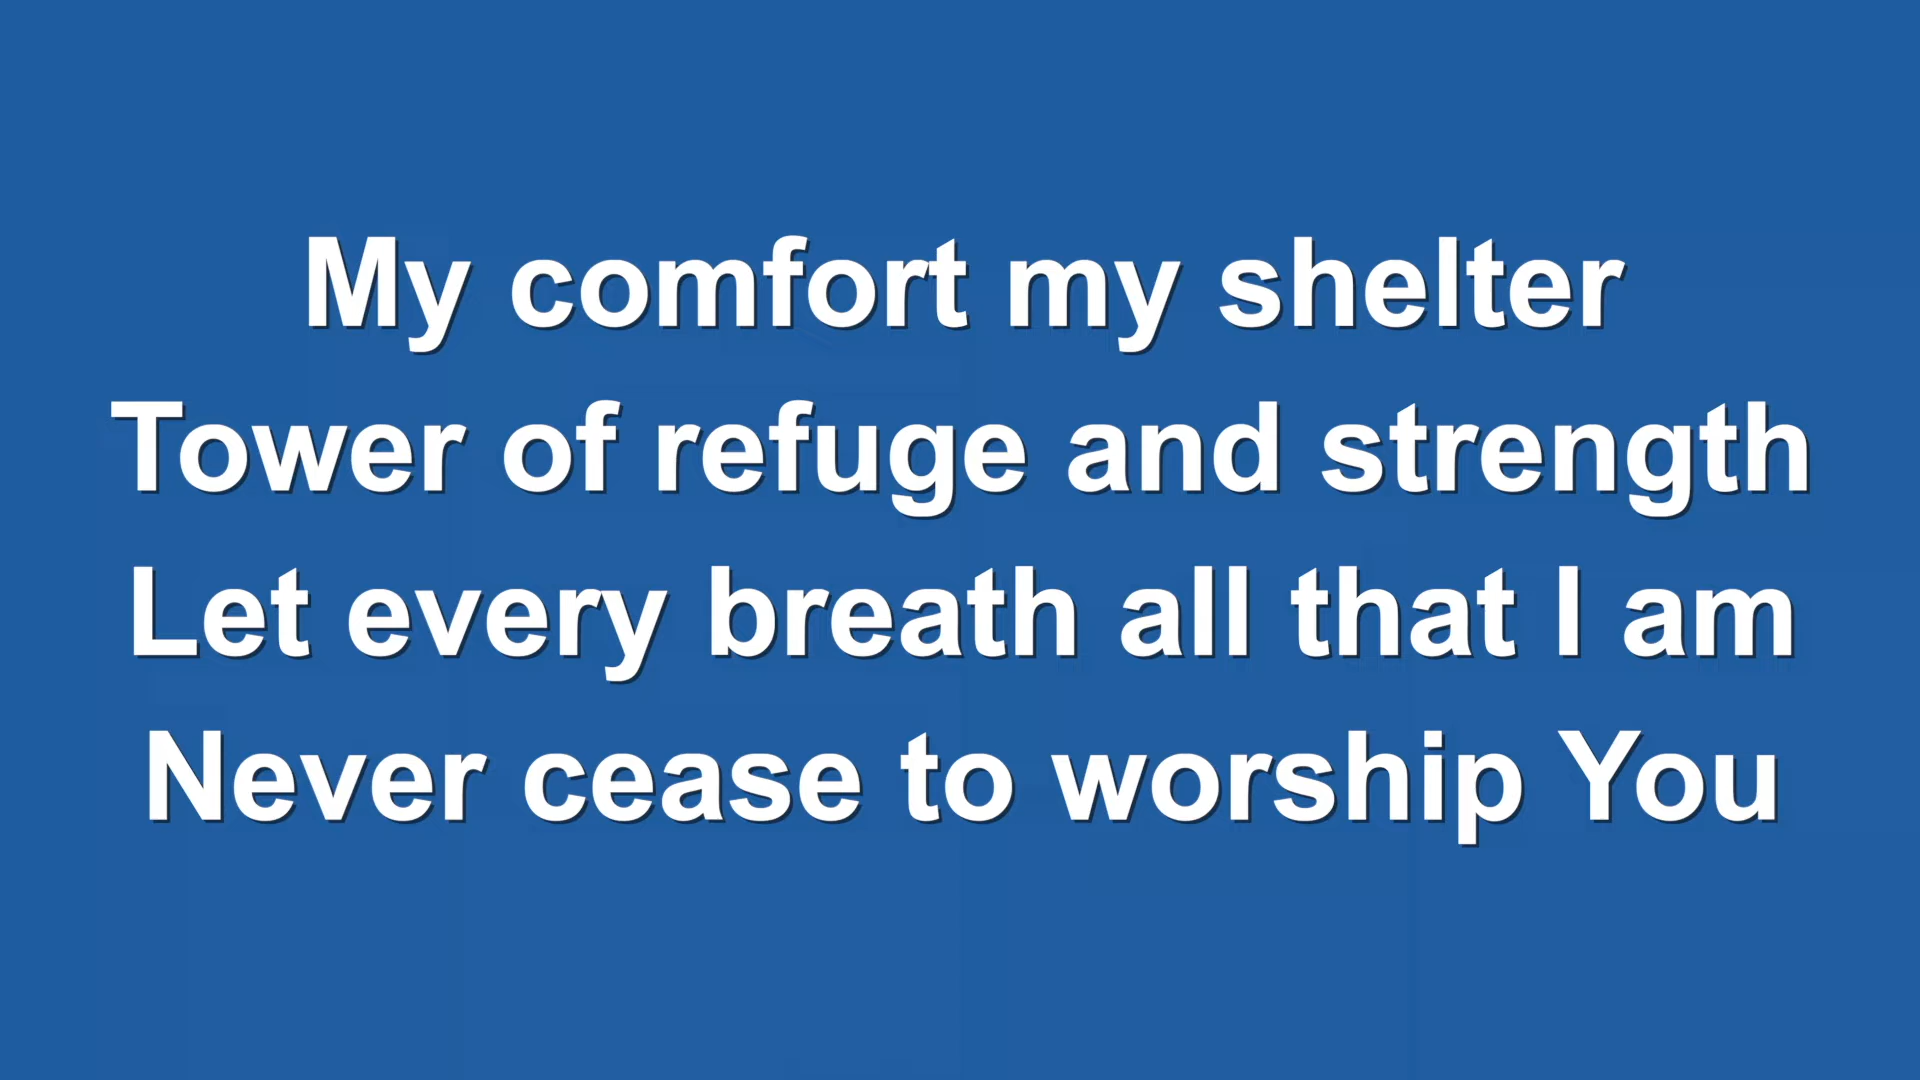 My comfort my shelter
Tower of refuge and strength
Let every breath all that I am
Never cease to worship You